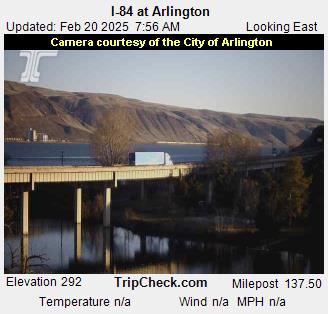 I-84 at Arlington
Updated: Feb 20 2025 7:56 AM Looking East
Camera courtesy of the City of Arlington
Elevation 292 TripCheck.com Milepost 137.50
Temperature n/a Wind n/a MPH n/a